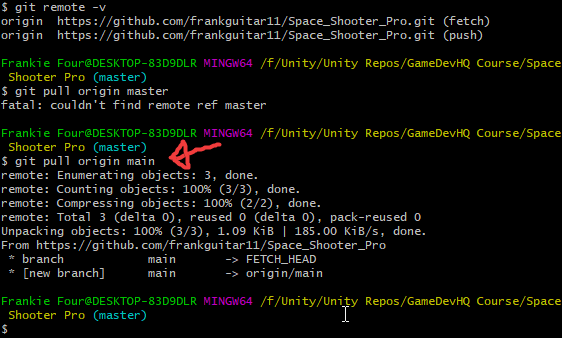 $ git remote -v
origin  https://github.com/frankguitar11/Space_Shooter_Pro.git (fetch)
origin  https://github.com/frankguitar11/Space_Shooter_Pro.git (push)
Frankie Four@DESKTOP-83D9DLR MINGW64 /f/Unity/Unity Repos/GameDevHQ Course/Space
 Shooter Pro (master)
$ git pull origin master
fatal: couldn't find remote ref master
Frankie Four@DESKTOP-83D9DLR MINGW64 /f/Unity/Unity Repos/GameDevHQ Course/Space
 Shooter Pro (master)
$ git pull origin main
remote: Enumerating objects: 3, done.
remote: Counting objects: 100% (3/3), done.
remote: Compressing objects: 100% (2/2), done.
remote: Total 3 (delta 0), reused 0 (delta 0), pack-reused 0
Unpacking objects: 100% (3/3), 1.09 KiB | 185.00 KiB/s, done.
From https://github.com/frankguitar11/Space_Shooter_Pro
 * branch            main       -> FETCH_HEAD
 * [new branch]      main       -> origin/main
Frankie Four@DESKTOP-83D9DLR MINGW64 /f/Unity/Unity Repos/GameDevHQ Course/Space
 Shooter Pro (master)
$